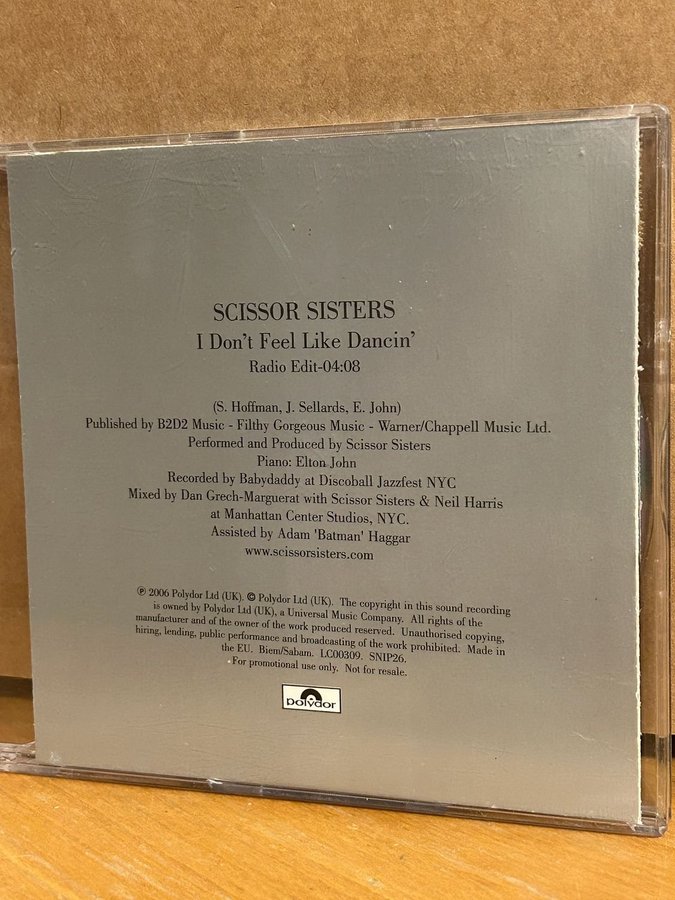 SCISSOR SISTERS
I Don't Feel Like Dancin'
Radio Edit-04:08
(S. Hoffman, J. Sellards, E. John)
Published by B2D2 Music - Filthy Gorgeous Music - Warner/Chappell Music Ltd.
Performed and Produced by Scissor Sisters
Piano: Elton John
Recorded by Babydaddy at Discoball Jazzfest NYC
Mixed by Dan Grech-Marguerat with Scissor Sisters & Neil Harris
at Manhattan Center Studios, NYC.
Assisted by Adam 'Batman' Haggar
www.scissorsisters.com
℗ 2006 Polydor Ltd (UK). © Polydor Ltd (UK). The copyright in this sound recording
is owned by Polydor Ltd (UK), a Universal Music Company. All rights of the
manufacturer and of the owner of the work produced reserved. Unauthorised copying,
hiring, lending, public performance and broadcasting of the work prohibited. Made in
the EU. Biem/Sabam. LC00309. SNIP26.
For promotional use only. Not for resale.
polydor